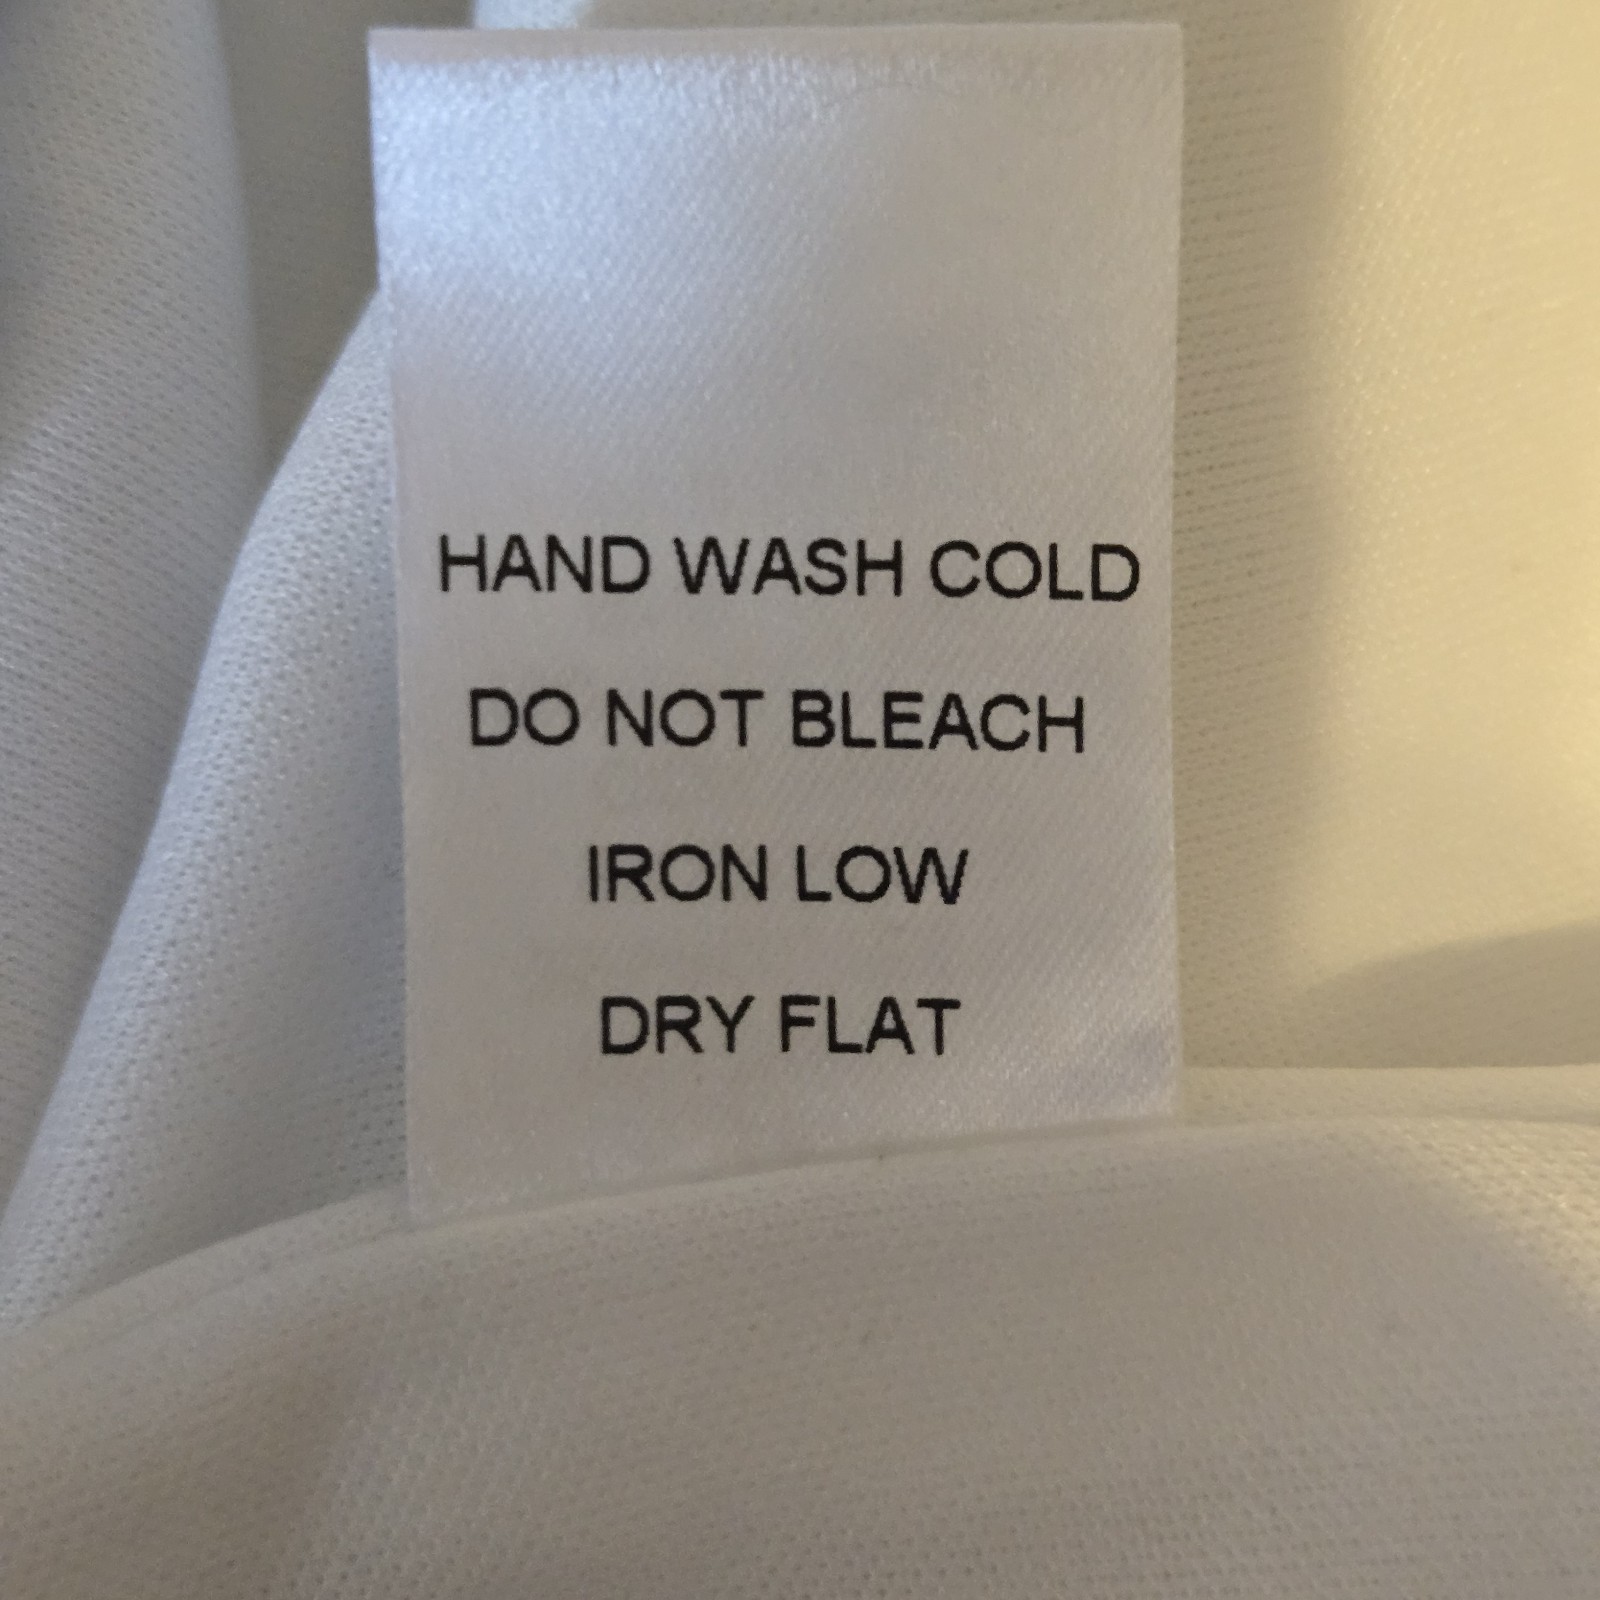 HAND WASH COLD
DO NOT BLEACH
IRON LOW
DRY FLAT